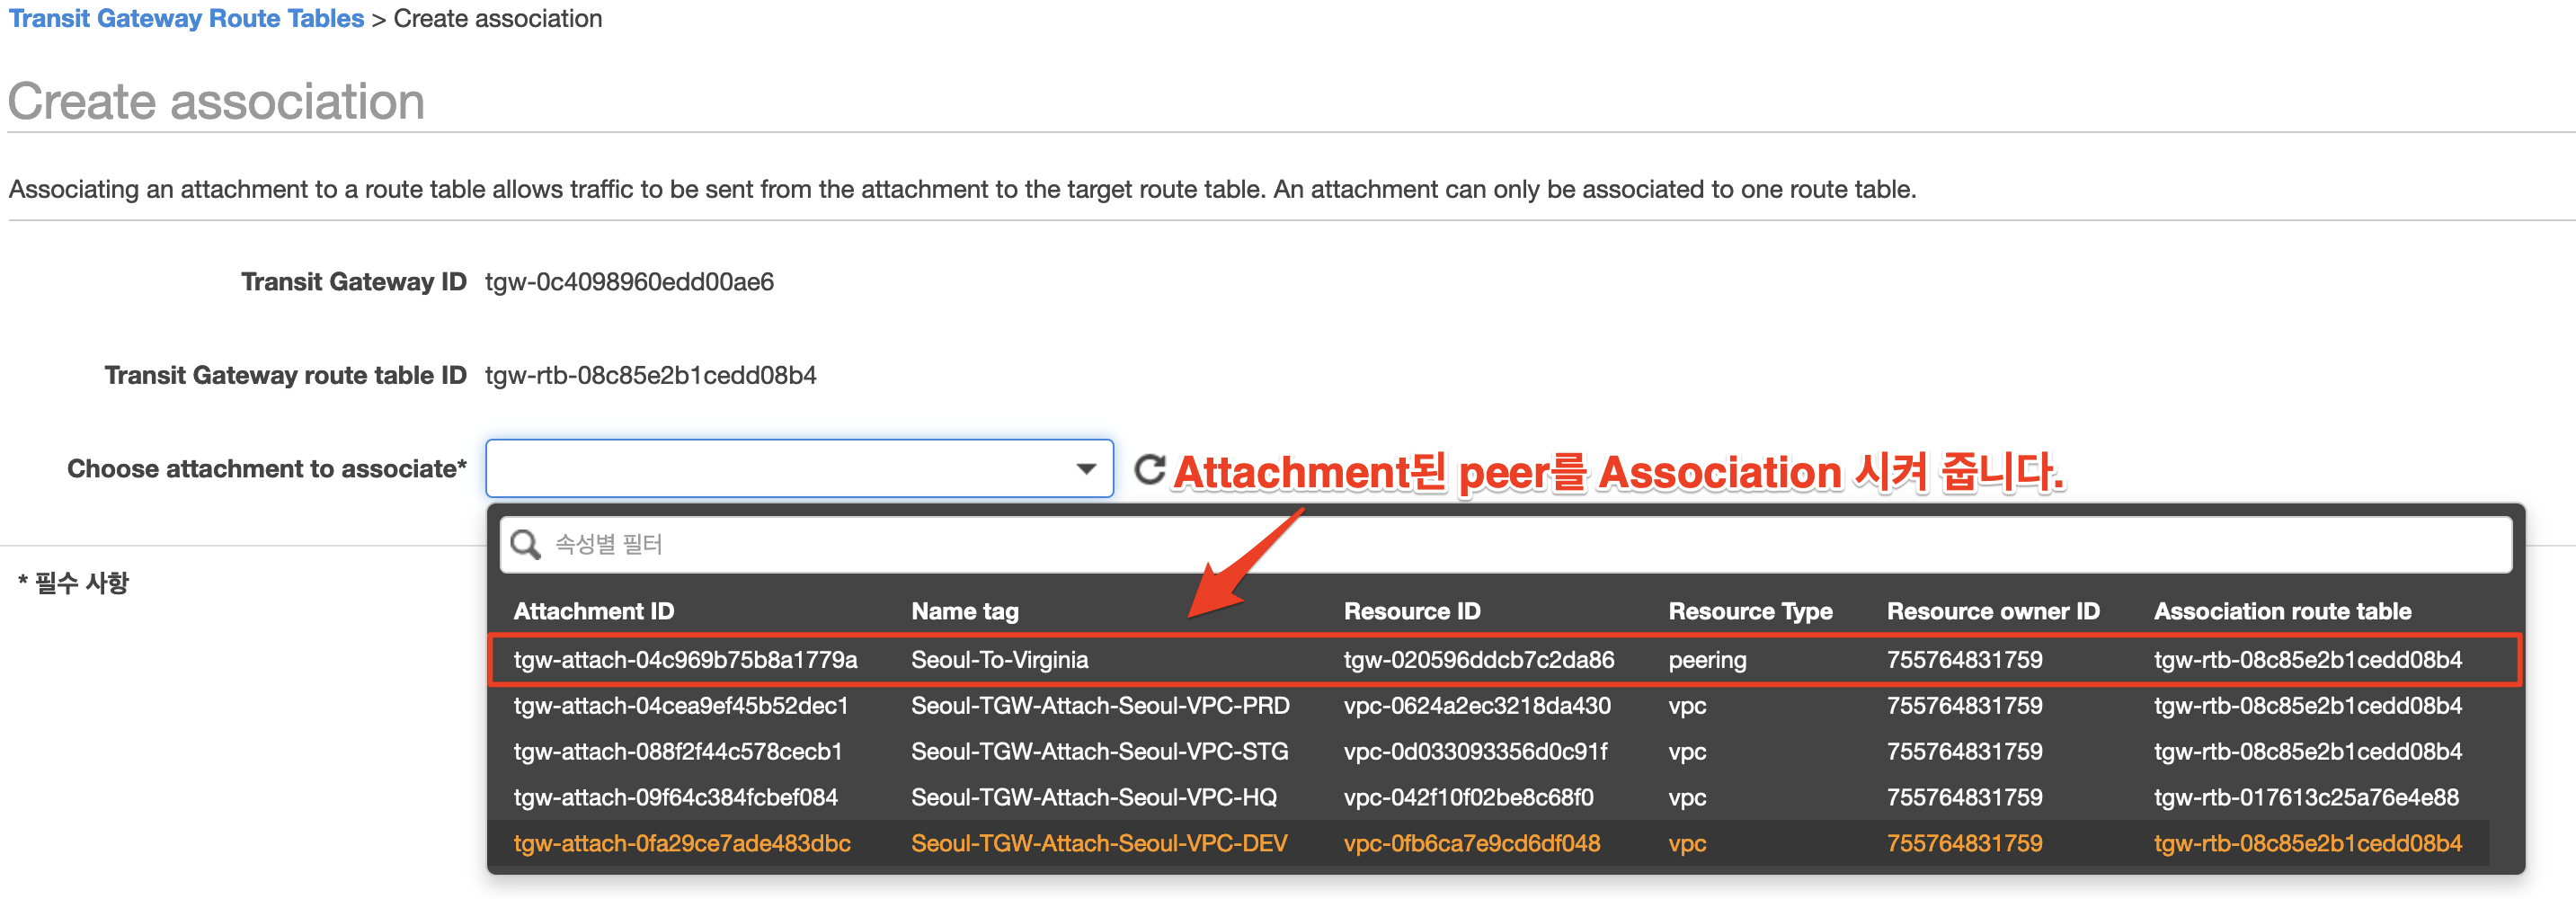 Transit Gateway Route Tables > Create association
Create association
Associating an attachment to a route table allows traffic to be sent from the attachment to the target route table. An attachment can only be associated to one route table.
Transit Gateway ID tgw-0c4098960edd00ae6
Transit Gateway route table ID tgw-rtb-08c85e2b1cedd08b4
Choose attachment to associate* Attachment된 peer를 Association 시켜 줍니다.
속성별 필터
* 필수 사항
Attachment ID Name tag Resource ID Resource Type Resource owner ID Association route table
tgw-attach-04c969b75b8a1779a Seoul-To-Virginia tgw-020596ddcb7c2da86 peering 755764831759 tgw-rtb-08c85e2b1cedd08b4
tgw-attach-04cea9ef45b52dec1 Seoul-TGW-Attach-Seoul-VPC-PRD vpc-0624a2ec3218da430 vpc 755764831759 tgw-rtb-08c85e2b1cedd08b4
tgw-attach-088f2f44c578cecb1 Seoul-TGW-Attach-Seoul-VPC-STG vpc-0d033093356d0c91f vpc 755764831759 tgw-rtb-08c85e2b1cedd08b4
tgw-attach-09f64c384fcbef084 Seoul-TGW-Attach-Seoul-VPC-HQ vpc-042f10f02be8c68f0 vpc 755764831759 tgw-rtb-017613c25a76e4e88
tgw-attach-0fa29ce7ade483dbc Seoul-TGW-Attach-Seoul-VPC-DEV vpc-0fb6ca7e9cd6df048 vpc 755764831759 tgw-rtb-08c85e2b1cedd08b4